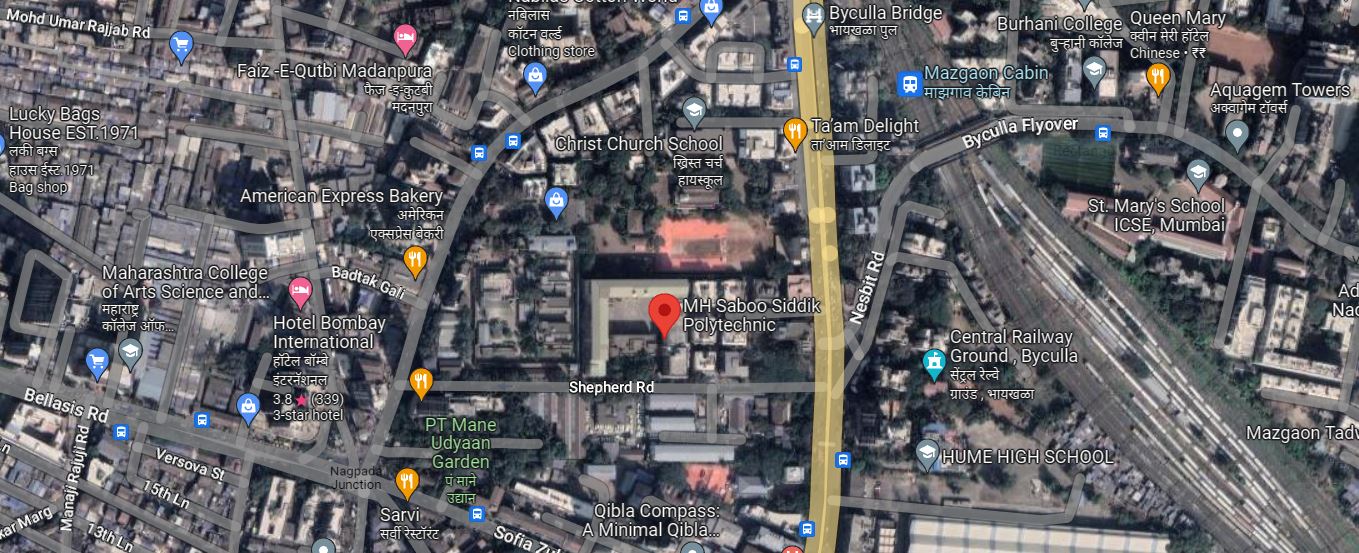 Nabilas Cotton World
नबिलास
कॉटन वर्ल्ड
Clothing store
Mohd Umar Rajjab Rd
Faiz -E-Qutbi Madanpura
फैज -इ-कुतबी
मदनपुरा
Byculla Bridge
भायखळा पुल
Burhani College
बुऱ्हानी कॉलेज
Queen Mary
क्वीन मेरी हॉटेल
Chinese • ₹₹
Mazgaon Cabin
माझगांव केबिन
Aquagem Towers
अक्वागेम टॉवर्स
Lucky Bags
House EST.1971
लकी बग्स
हाउस ईस्ट.1971
Bag shop
Christ Church School
ख्रिस्त चर्च
हायस्कूल
Ta'am Delight
ता'आम डिलाइट
Byculla Flyover
American Express Bakery
अमेरिकन
एक्सप्रेस बेकरी
St. Mary's School
ICSE, Mumbai
Maharashtra College
of Arts Science and...
महाराष्ट्र
कॉलेज ऑफ...
Badtak Gali
Hotel Bombay
International
हॉटेल बॉम्बे
इंटरनॅशनल
3.8 ★ (339)
3-star hotel
MH Saboo Siddik
Polytechnic
Nesbit Rd
Central Railway
Ground , Byculla
सेंट्रल रेल्वे
ग्राउंड , भायखळा
Shepherd Rd
Bellasis Rd
PT Mane
Udyaan
Garden
पं माने
उद्यान
Manaji Rajuji Rd
Versova St
15th Ln
13th Ln
Nagpada
Junction
Sarvi
सर्वी रेस्टॉरंट
HUME HIGH SCHOOL
Qibla Compass:
A Minimal Qibla...